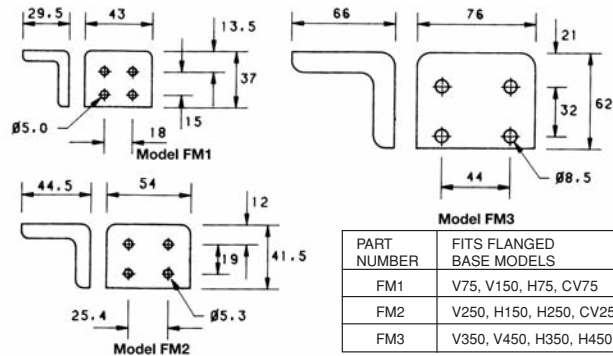 29.5
43
13.5
37
Ø5.0
15
18
Model FM1
66
76
21
62
32
44
Ø8.5
Model FM3
44.5
54
12
41.5
19
25.4
Ø5.3
Model FM2
PART NUMBER
FITS FLANGED BASE MODELS
FM1
V75, V150, H75, CV75
FM2
V250, H150, H250, CV25
FM3
V350, V450, H350, H450